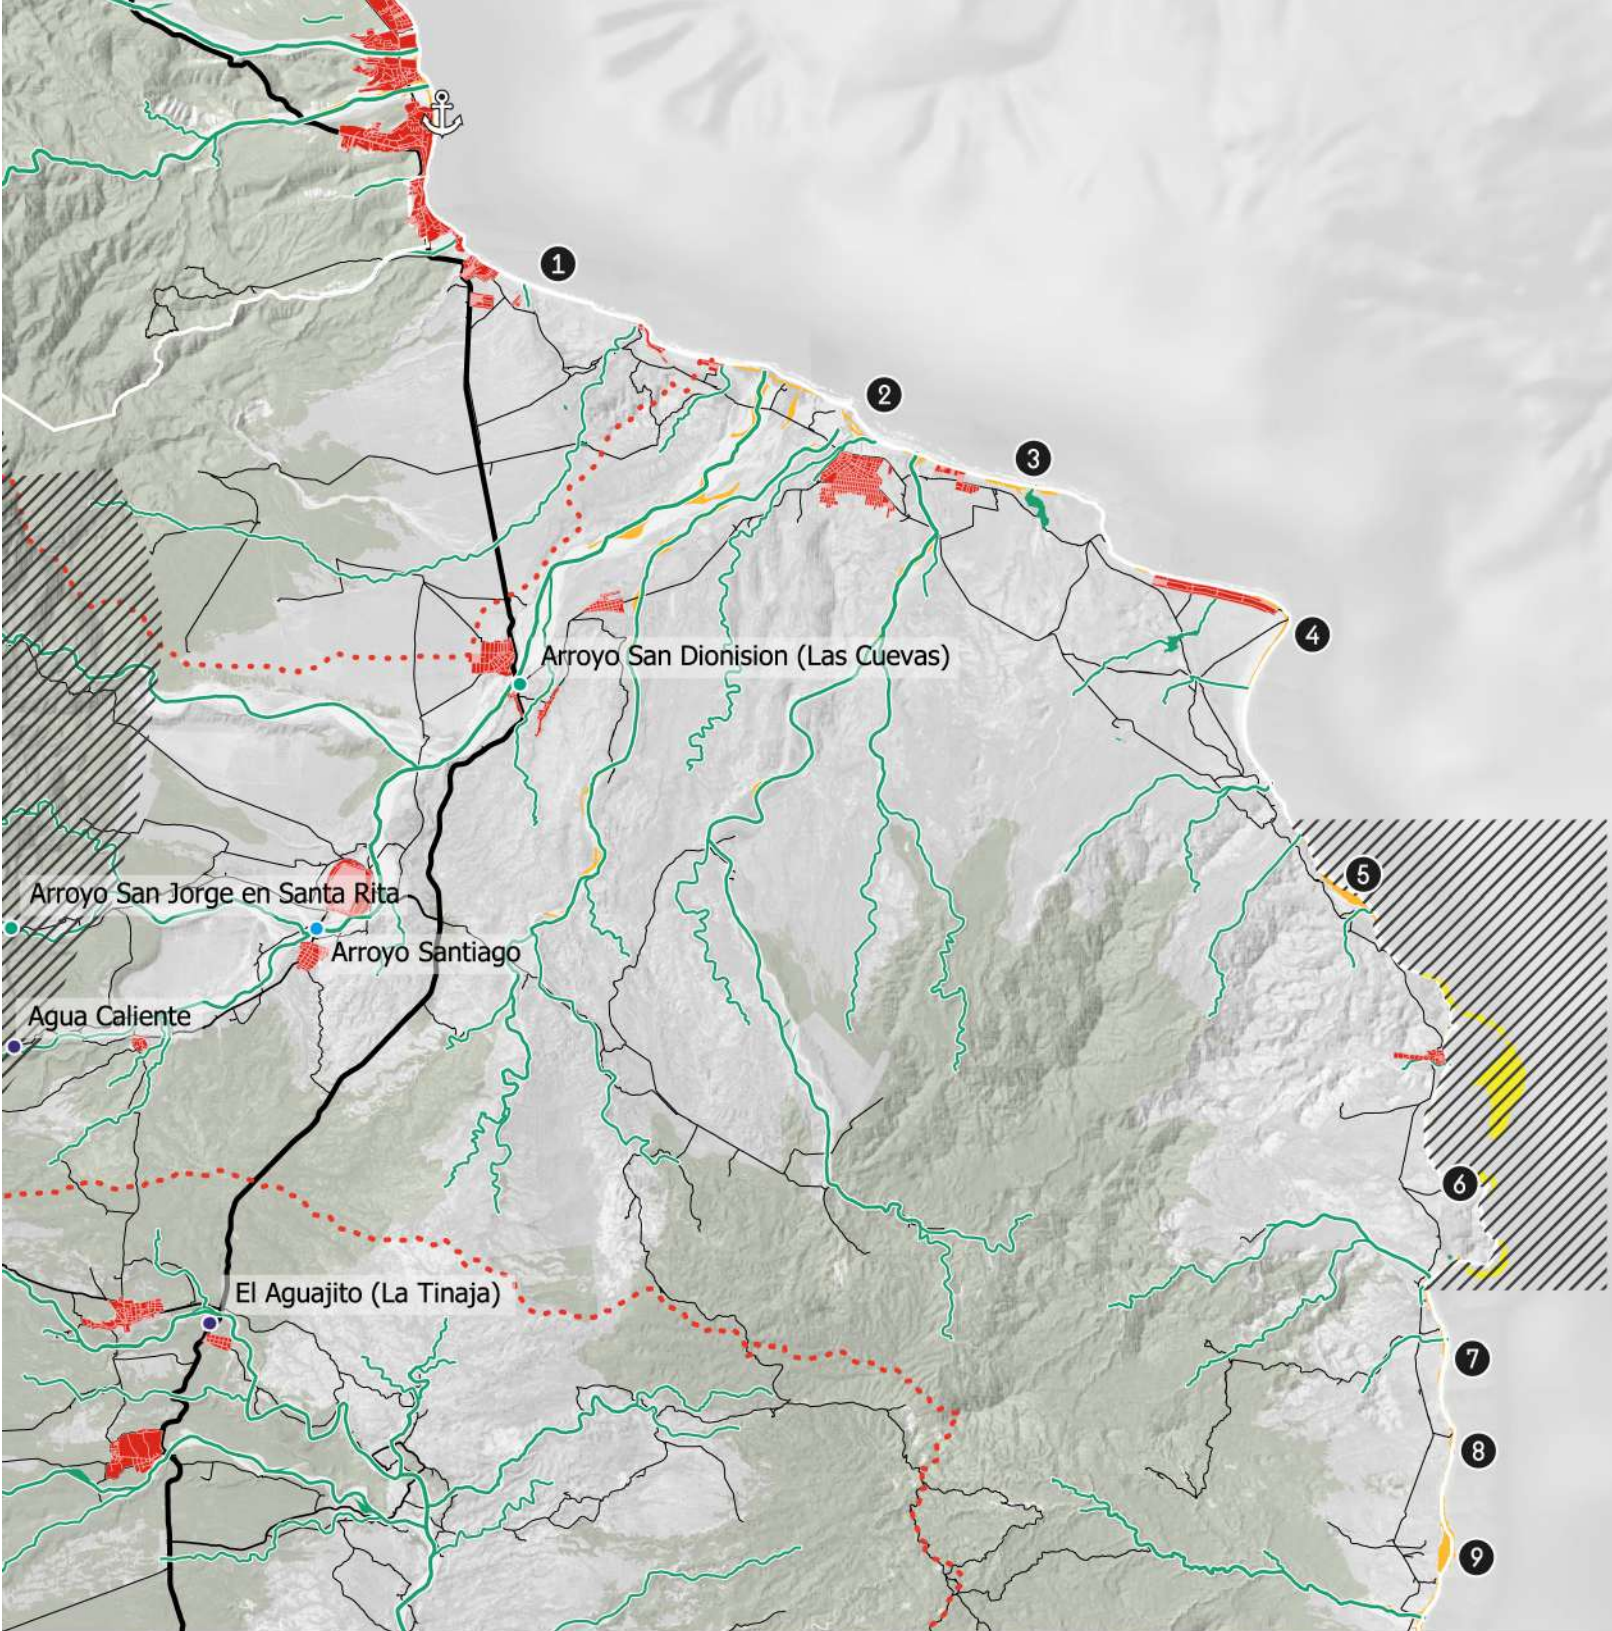 1
2
3
4
Arroyo San Dionision (Las Cuevas)
5
Arroyo San Jorge en Santa Rita
Arroyo Santiago
Agua Caliente
6
El Aguajito (La Tinaja)
7
8
9